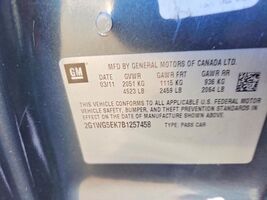 GM
MFD BY GENERAL MOTORS OF CANADA LTD.
DATE GVWR GAWR FRT GAWR RR
03/11 2051 KG 1115 KG 936 KG
4523 LB 2459 LB 2064 LB
THIS VEHICLE CONFORMS TO ALL APPLICABLE U.S. FEDERAL MOTOR
VEHICLE SAFETY, BUMPER, AND THEFT PREVENTION STANDARDS
IN EFFECT ON THE DATE OF MANUFACTURE SHOWN ABOVE.
2G1WG5EK7B1257458 TYPE: PASS CAR